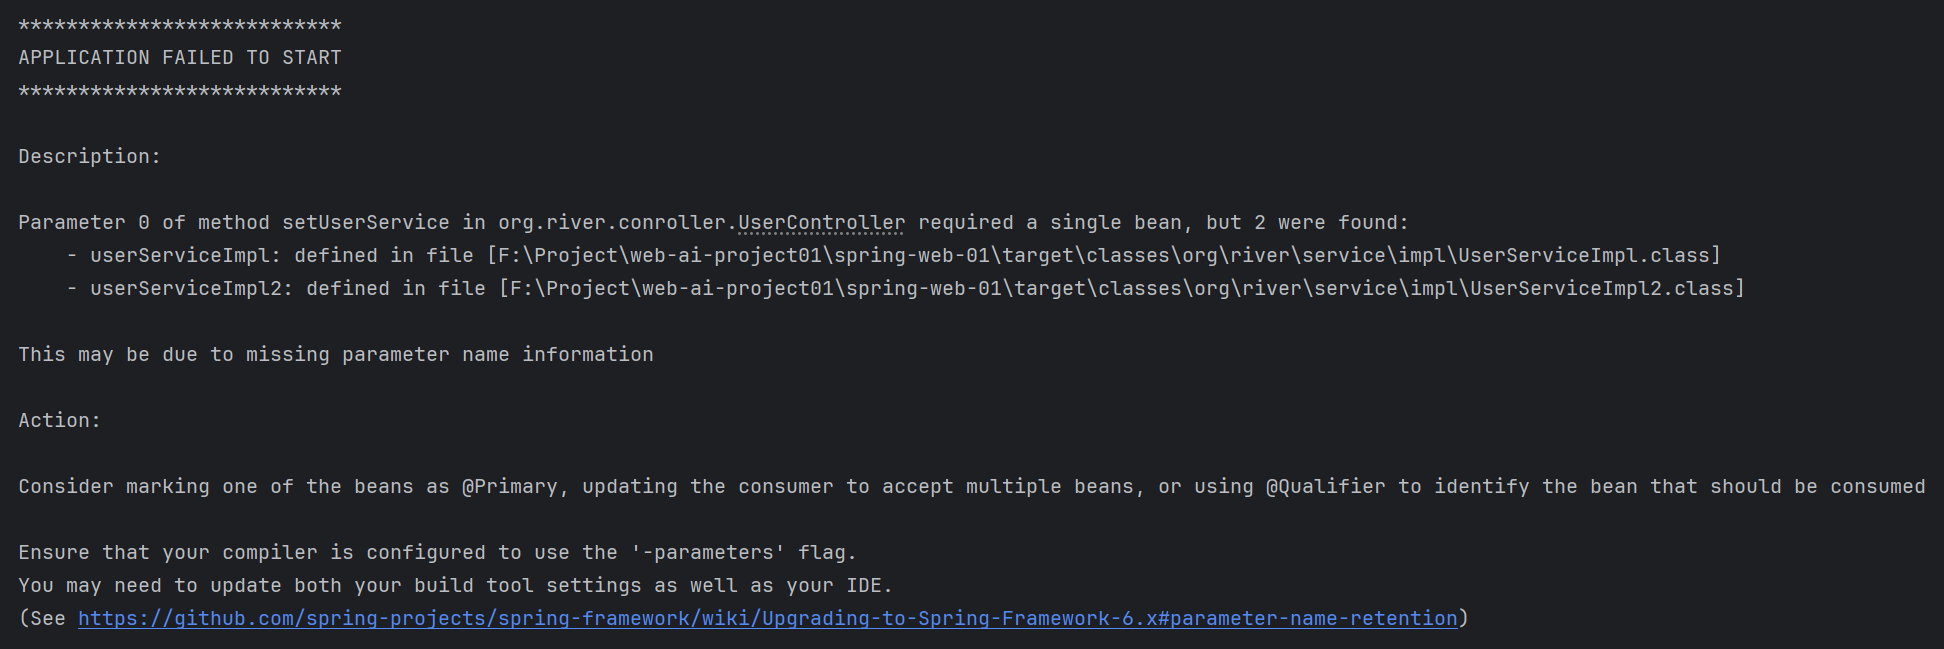 ***************************
APPLICATION FAILED TO START
***************************
Description:
Parameter 0 of method setUserService in org.river.conroller.UserController required a single bean, but 2 were found:
- userServiceImpl: defined in file [F:\Project\web-ai-project01\spring-web-01\target\classes\org\river\service\impl\UserServiceImpl.class]
- userServiceImpl2: defined in file [F:\Project\web-ai-project01\spring-web-01\target\classes\org\river\service\impl\UserServiceImpl2.class]
This may be due to missing parameter name information
Action:
Consider marking one of the beans as @Primary, updating the consumer to accept multiple beans, or using @Qualifier to identify the bean that should be consumed
Ensure that your compiler is configured to use the '-parameters' flag.
You may need to update both your build tool settings as well as your IDE.
(See https://github.com/spring-projects/spring-framework/wiki/Upgrading-to-Spring-Framework-6.x#parameter-name-retention)